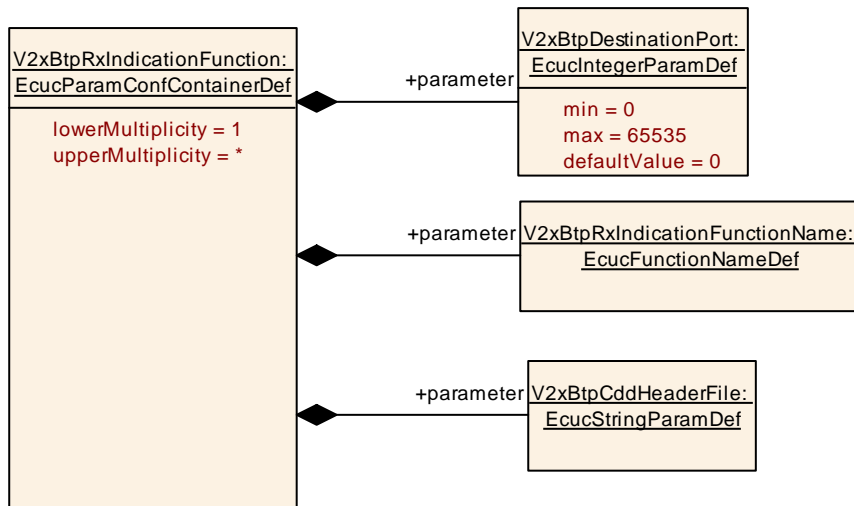 V2xBtpRxIndicationFunction:
EcucParamConfContainerDef
lowerMultiplicity = 1
upperMultiplicity = *
+parameter
V2xBtpDestinationPort:
EcucIntegerParamDef
min = 0
max = 65535
defaultValue = 0
+parameter
V2xBtpRxIndicationFunctionName:
EcucFunctionNameDef
+parameter
V2xBtpCddHeaderFile:
EcucStringParamDef